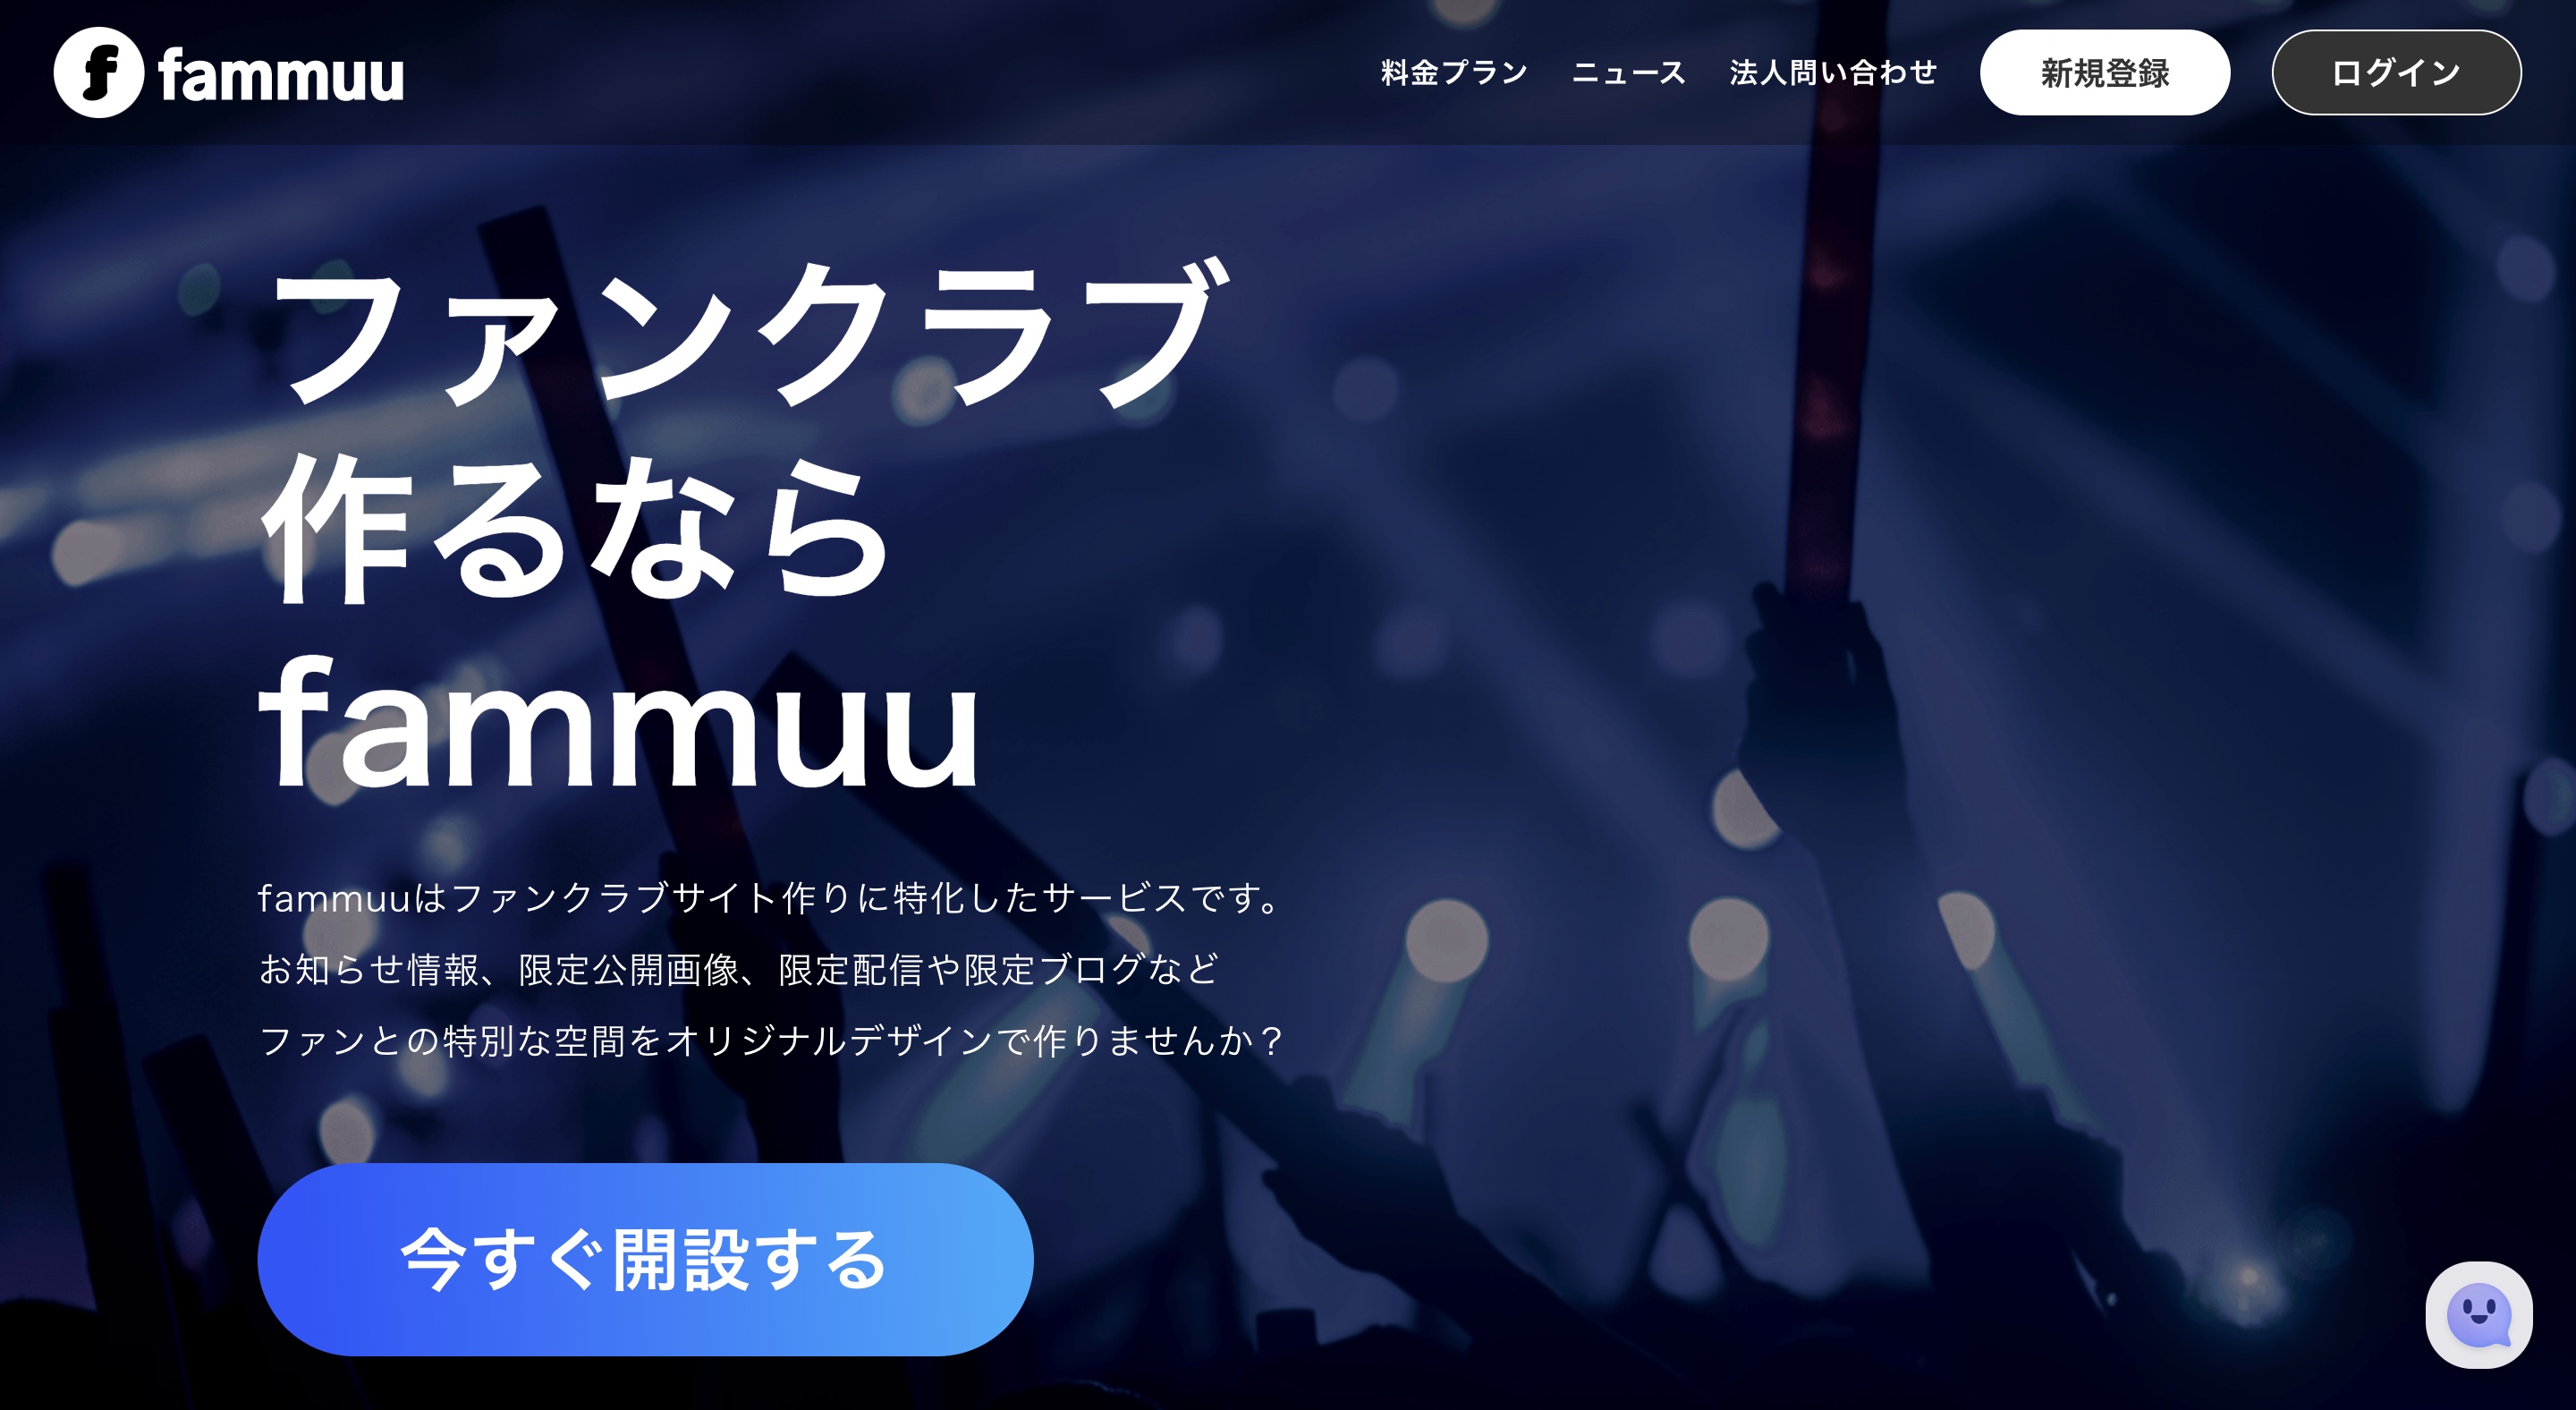 fammuu
料金プラン
ニュース
法人問い合わせ
新規登録
ログイン
ファンクラブ
作るなら
fammuu
fammuuはファンクラブサイト作りに特化したサービスです。
お知らせ情報、限定公開画像、限定配信や限定ブログなど
ファンとの特別な空間をオリジナルデザインで作りませんか？
今すぐ開設する